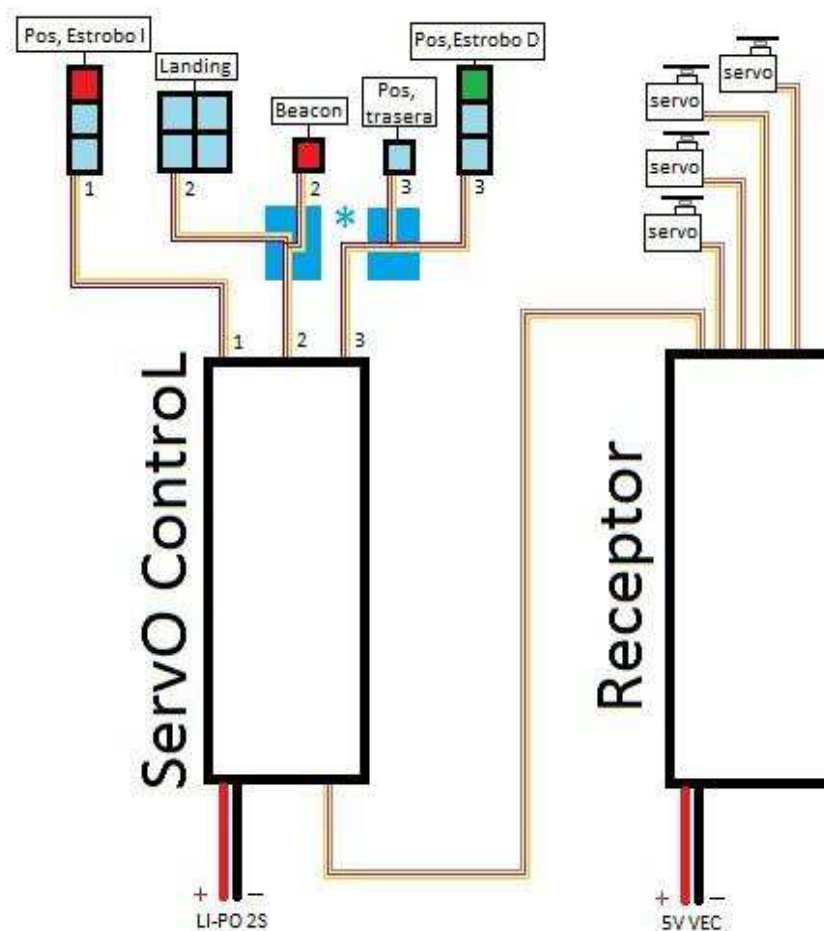 Pos, Estrobo I
Landing
Beacon
Pos,
trasera
Pos,Estrobo D
servo
servo
servo
servo
1
2
2
3
3
*
1
2
3
ServO ControL
Receptor
+ −
LI-PO 2S
+ −
5V VEC